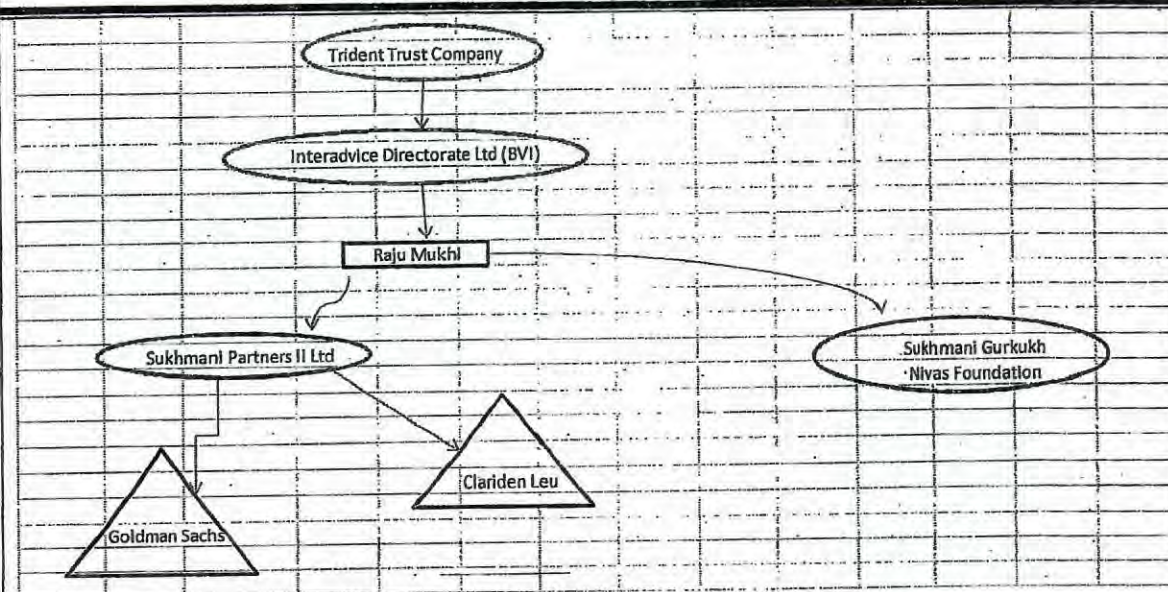 Trident Trust Company
Interadvice Directorate Ltd (BVI)
Raju Mukhi
Sukhmani Partners II Ltd
Sukhmani Gurkukh
Nivas Foundation
Clariden Leu
Goldman Sachs